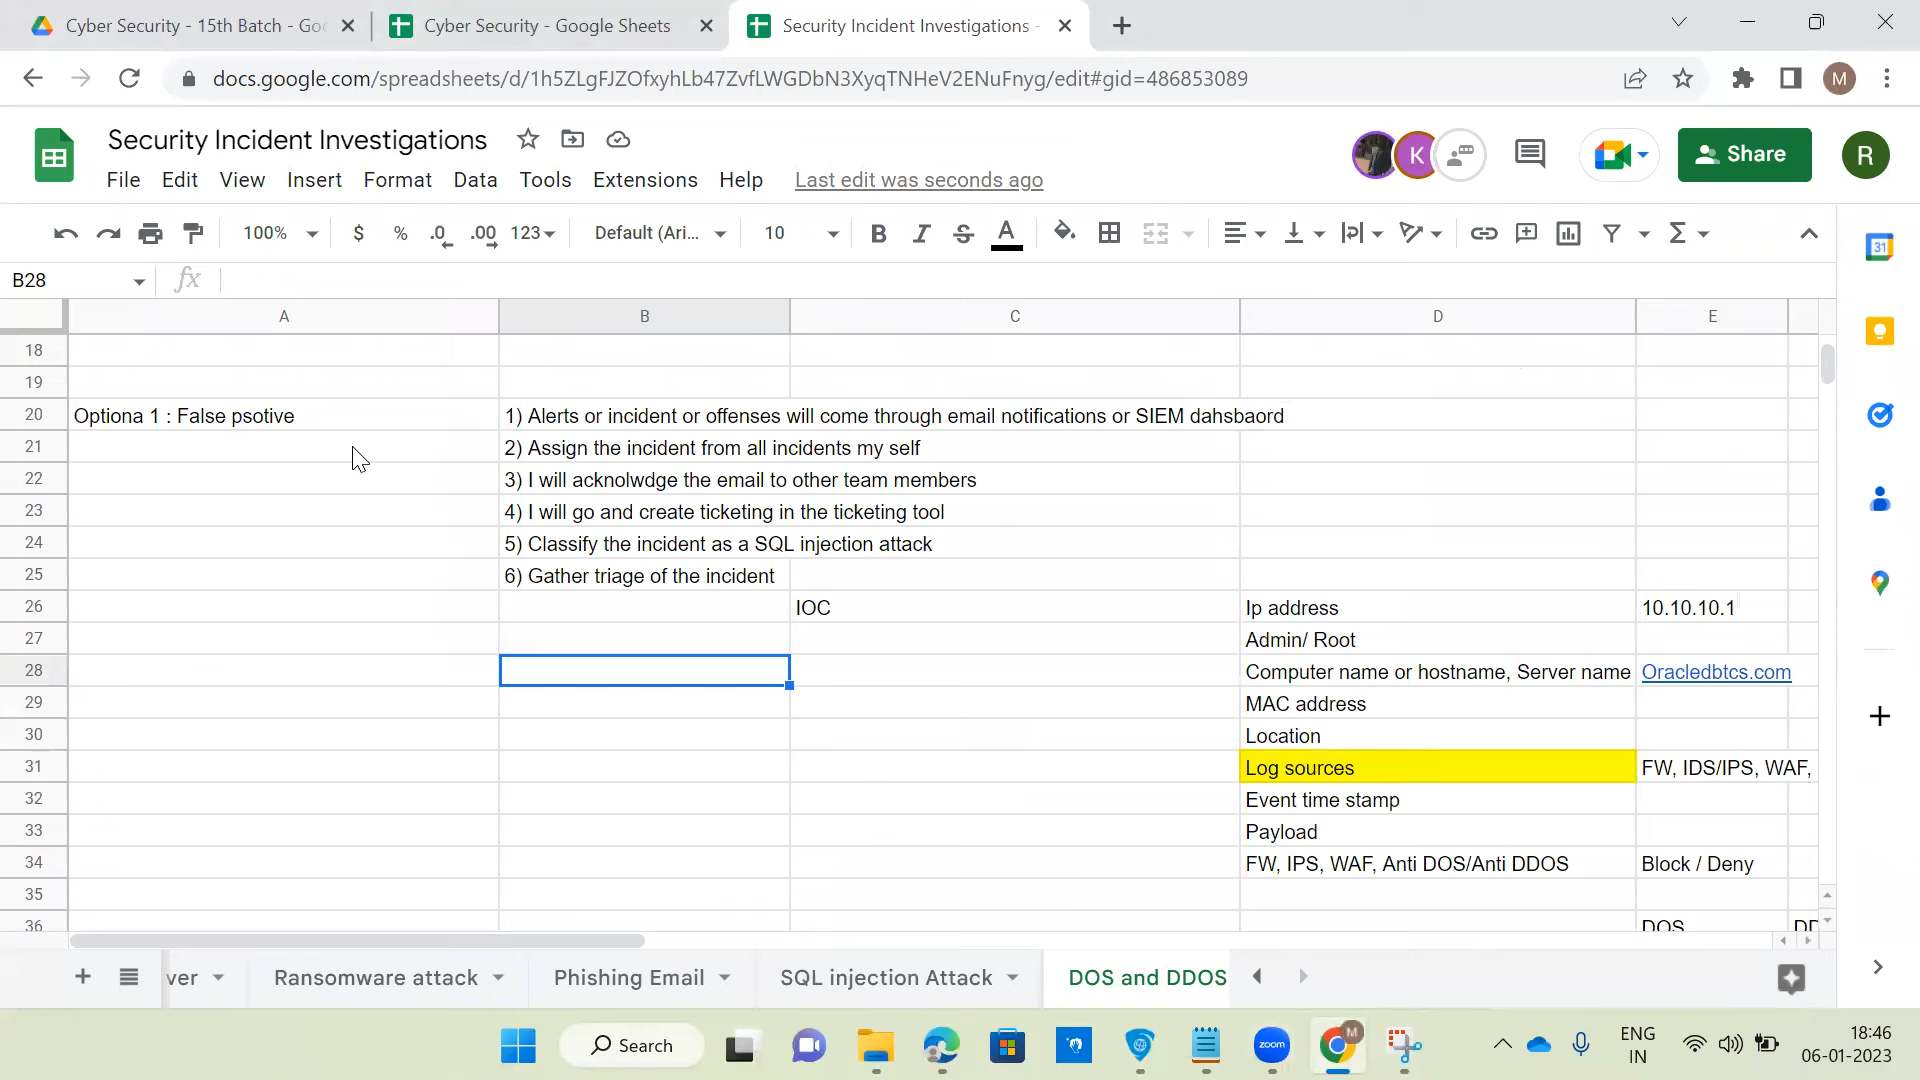 Cyber Security - 15th Batch - Goo
Cyber Security - Google Sheets
Security Incident Investigations -
docs.google.com/spreadsheets/d/1h5ZLgFJZOfxyhLb47ZvfLWGDbN3XyqTNHeV2ENuFnyg/edit#gid=486853089
M
Security Incident Investigations
K
Share
R
File Edit View Insert Format Data Tools Extensions Help Last edit was seconds ago
100% $ % .0 .00 123 Default (Ari... 10 B I S A
31
B28 fx
A B C D E
18
19
20 Optiona 1 : False psotive 1) Alerts or incident or offenses will come through email notifications or SIEM dahsbaord
21 2) Assign the incident from all incidents my self
22 3) I will acknolwdge the email to other team members
23 4) I will go and create ticketing in the ticketing tool
24 5) Classify the incident as a SQL injection attack
25 6) Gather triage of the incident
26 IOC Ip address 10.10.10.1
27 Admin/ Root
28 Computer name or hostname, Server name Oracledbtcs.com
29 MAC address
30 Location
31 Log sources FW, IDS/IPS, WAF,
32 Event time stamp
33 Payload
34 FW, IPS, WAF, Anti DOS/Anti DDOS Block / Deny
35
36 DOS DD
ver Ransomware attack Phishing Email SQL injection Attack DOS and DDOS
Search
zoom
M
ENG
IN
18:46
06-01-2023